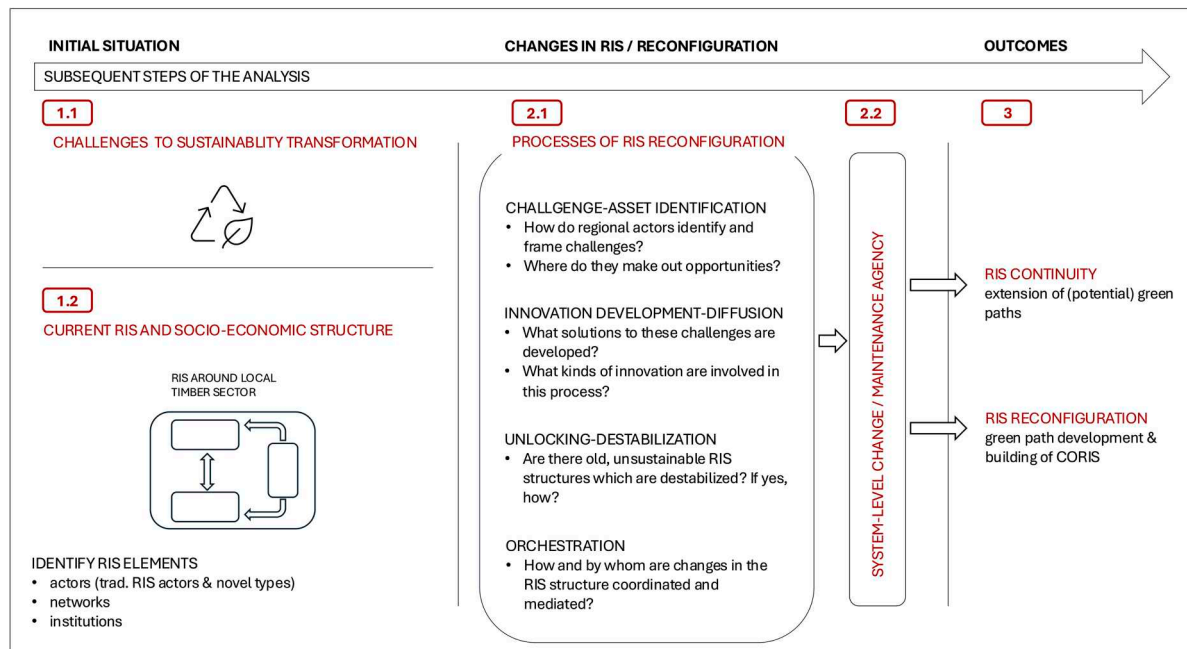 INITIAL SITUATION
CHANGES IN RIS / RECONFIGURATION
OUTCOMES
SUBSEQUENT STEPS OF THE ANALYSIS
1.1
CHALLENGES TO SUSTAINABLITY TRANSFORMATION
1.2
CURRENT RIS AND SOCIO-ECONOMIC STRUCTURE
RIS AROUND LOCAL
TIMBER SECTOR
IDENTIFY RIS ELEMENTS
• actors (trad. RIS actors & novel types)
• networks
• institutions
2.1
PROCESSES OF RIS RECONFIGURATION
CHALLGENGE-ASSET IDENTIFICATION
• How do regional actors identify and
frame challenges?
• Where do they make out opportunities?
INNOVATION DEVELOPMENT-DIFFUSION
• What solutions to these challenges are
developed?
• What kinds of innovation are involved in
this process?
UNLOCKING-DESTABILIZATION
• Are there old, unsustainable RIS
structures which are destabilized? If yes,
how?
ORCHESTRATION
• How and by whom are changes in the
RIS structure coordinated and
mediated?
2.2
SYSTEM-LEVEL CHANGE / MAINTENANCE AGENCY
3
RIS CONTINUITY
extension of (potential) green
paths
RIS RECONFIGURATION
green path development &
building of CORIS